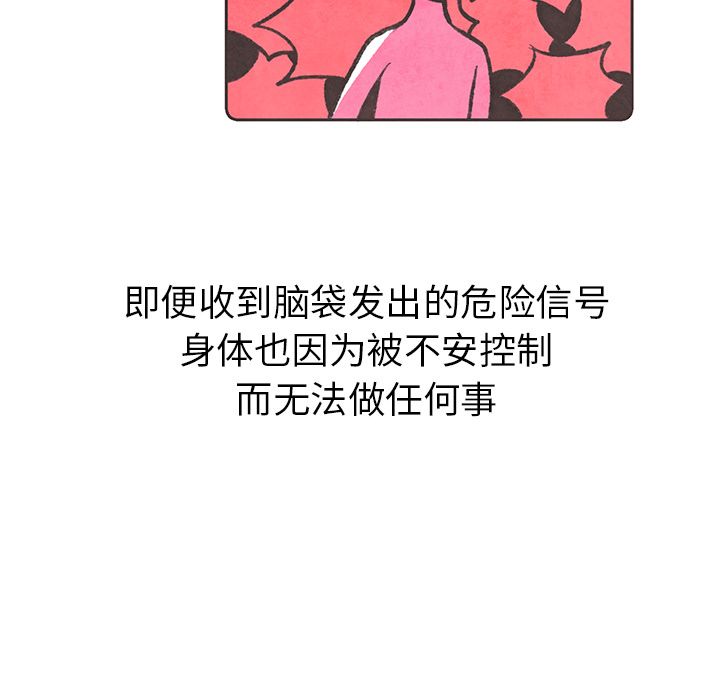 即便收到脑袋发出的危险信号
身体也因为被不安控制
而无法做任何事